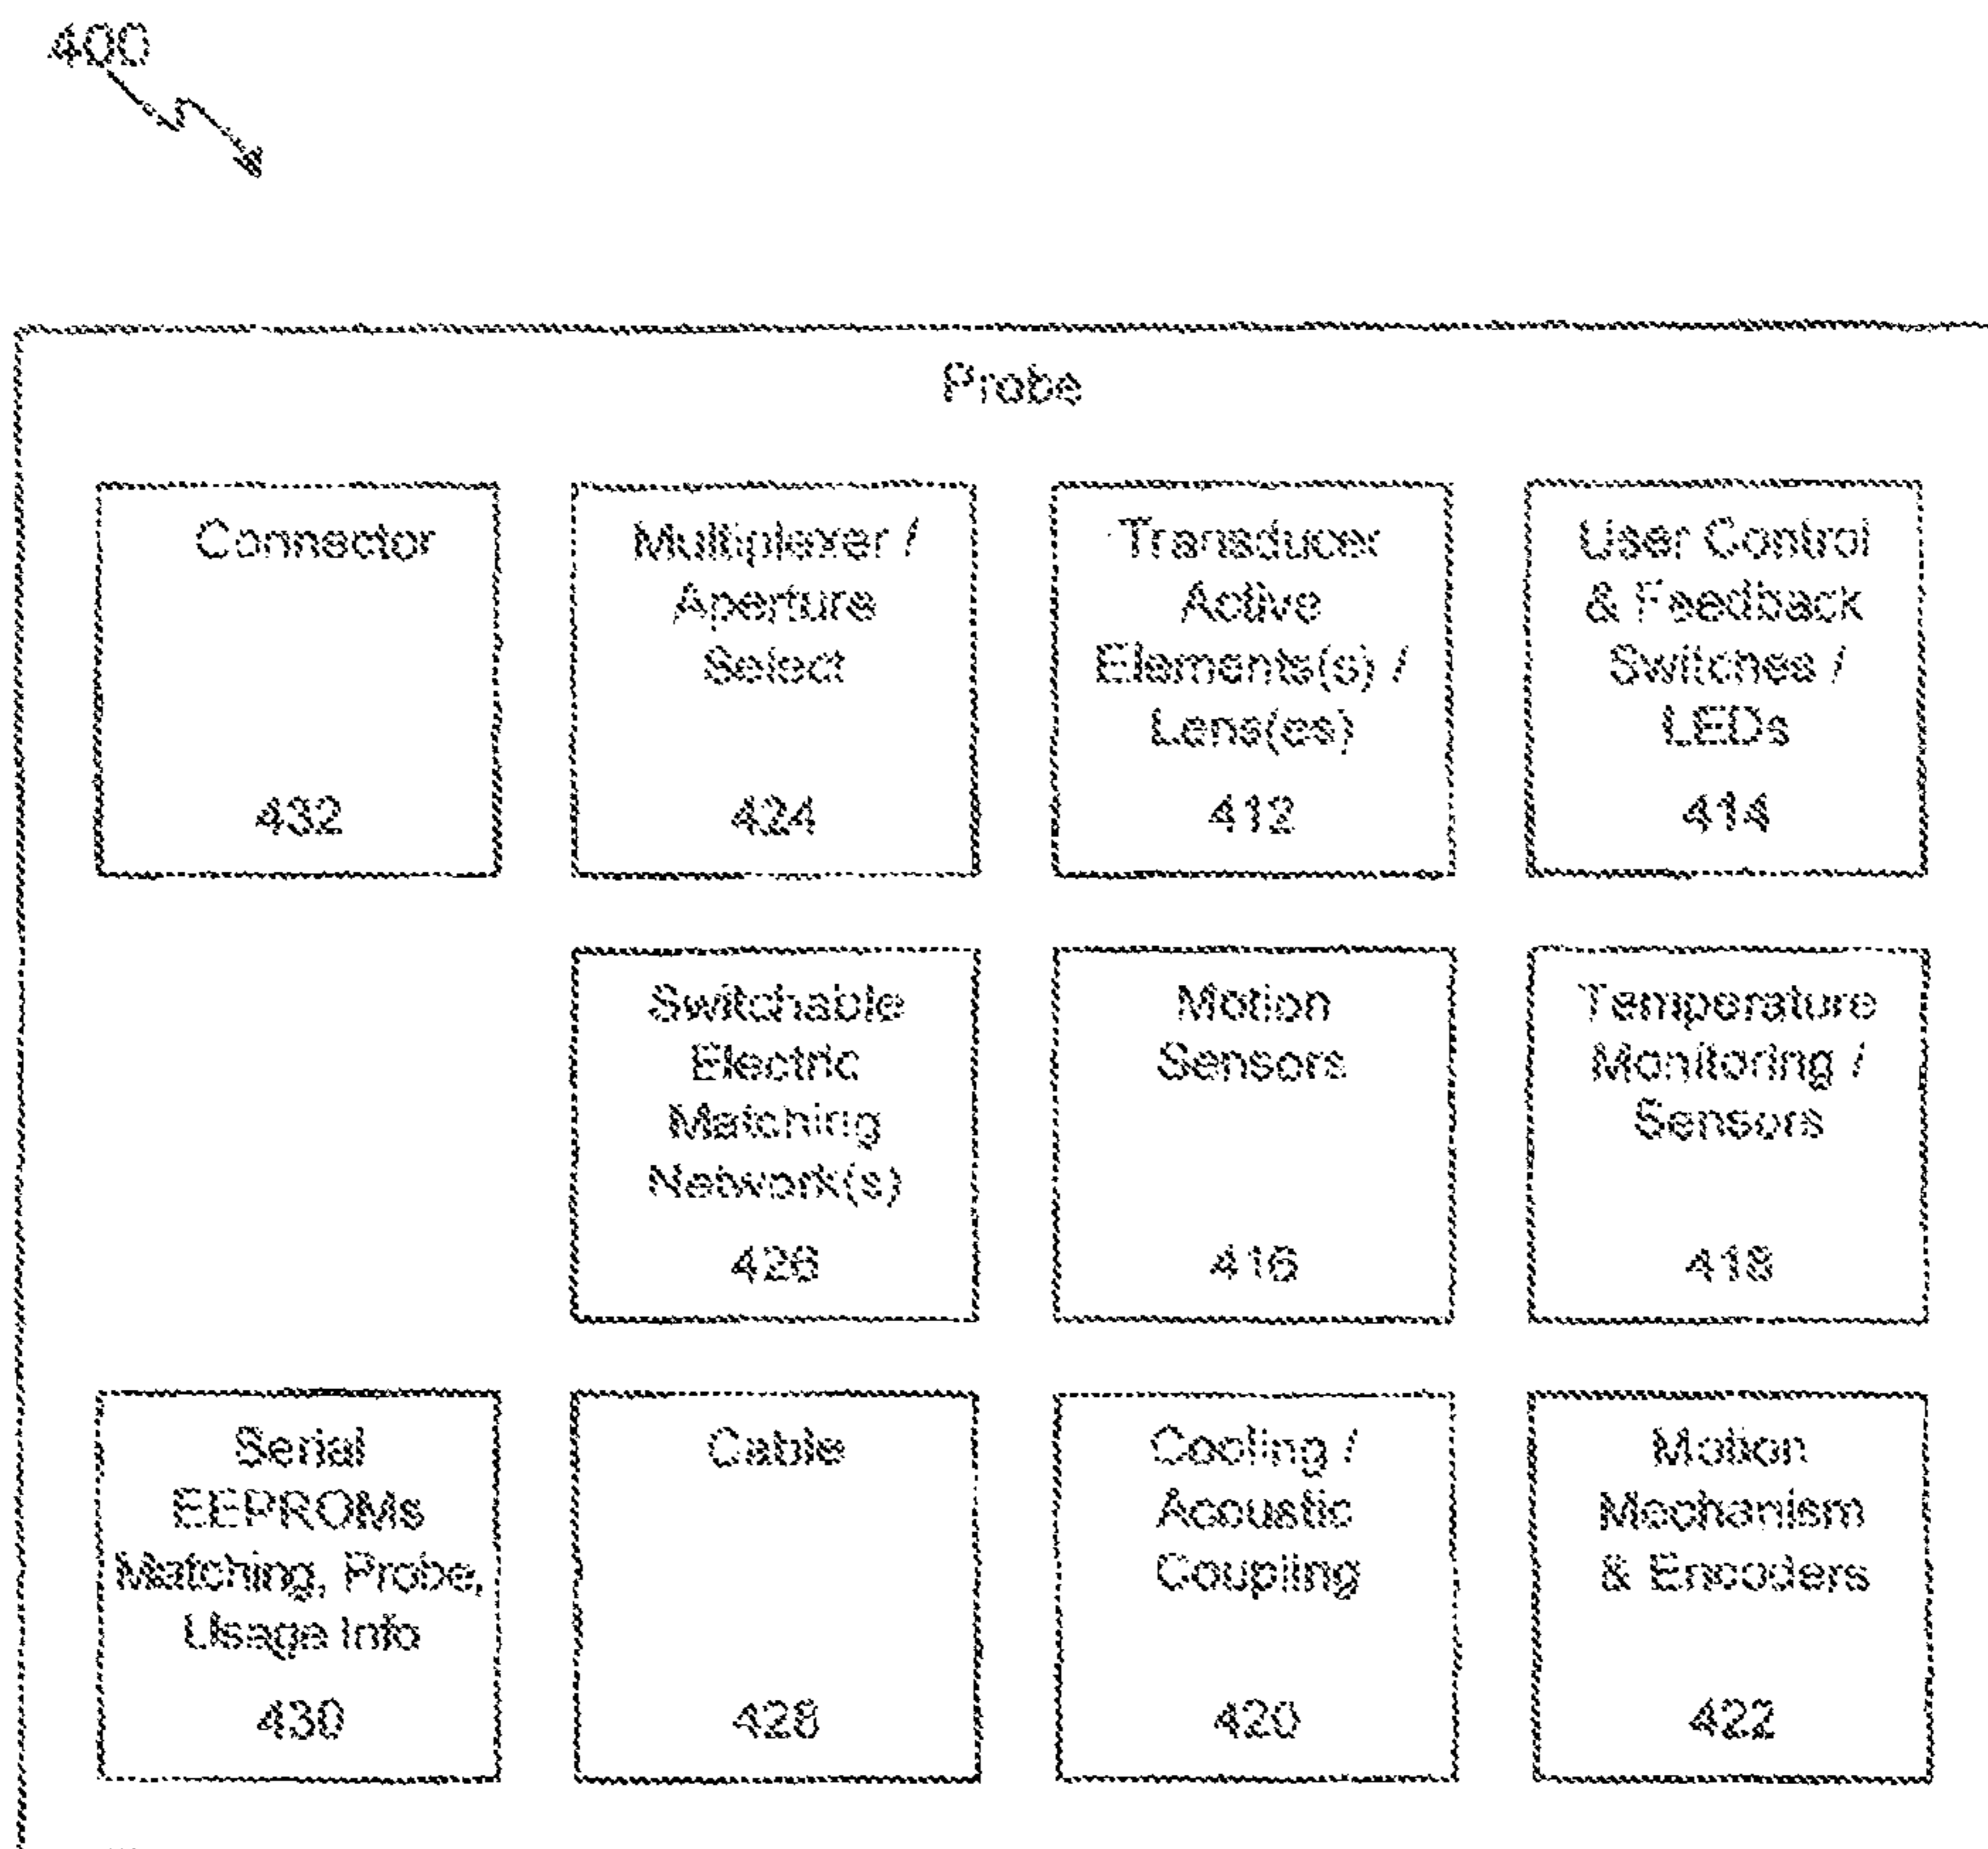 400
Probe
Connector
432
Multiplexer /
Aperture
Select
424
Transducer
Active
Elements(s) /
Lens(es)
412
User Control
& Feedback
Switches /
LEDs
414
Switchable
Electric
Matching
Network(s)
426
Motion
Sensors
416
Temperature
Monitoring /
Sensors
418
Serial
EEPROMs
Matching, Probe,
Usage Info
430
Cable
428
Cooling /
Acoustic
Coupling
420
Motion
Mechanism
& Encoders
422